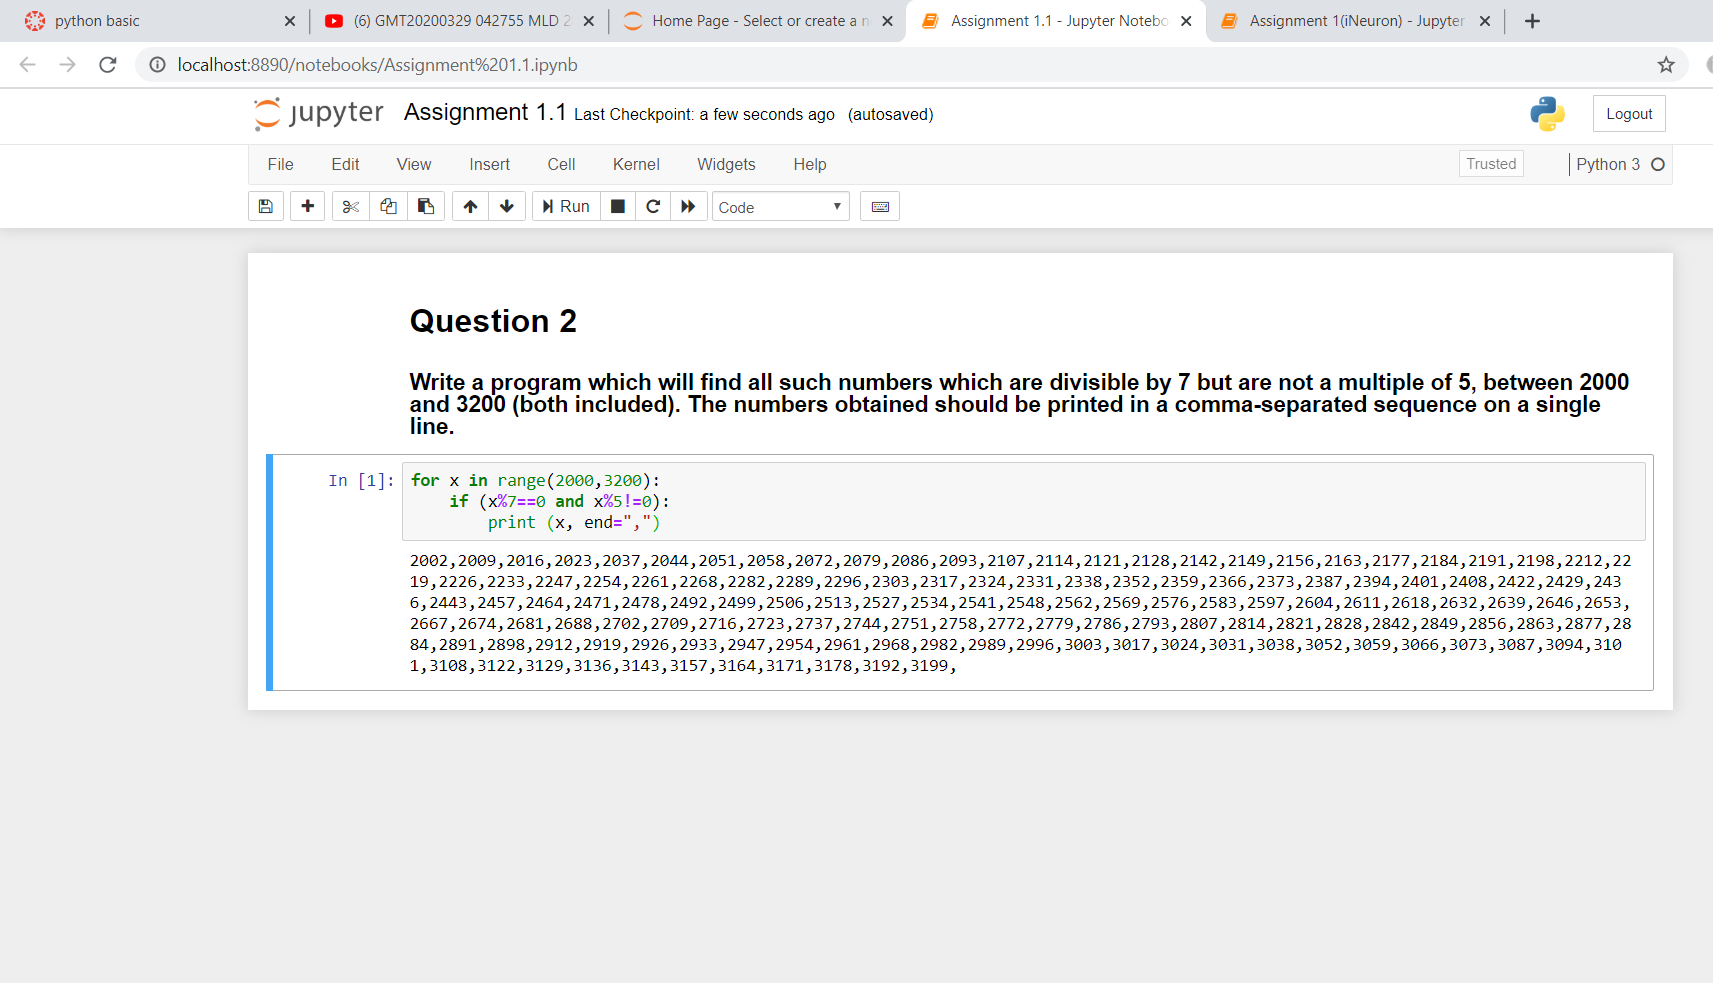 python basic
(6) GMT20200329 042755 MLD 2
Home Page - Select or create a n
Assignment 1.1 - Jupyter Notebo
Assignment 1(iNeuron) - Jupyter
localhost:8890/notebooks/Assignment%201.1.ipynb
jupyter Assignment 1.1 Last Checkpoint: a few seconds ago (autosaved)
Logout
File Edit View Insert Cell Kernel Widgets Help
Trusted
Python 3
Run
Code
Question 2
Write a program which will find all such numbers which are divisible by 7 but are not a multiple of 5, between 2000
and 3200 (both included). The numbers obtained should be printed in a comma-separated sequence on a single
line.
In [1]: for x in range(2000,3200):
if (x%7==0 and x%5!=0):
print (x, end=",")
2002,2009,2016,2023,2037,2044,2051,2058,2072,2079,2086,2093,2107,2114,2121,2128,2142,2149,2156,2163,2177,2184,2191,2198,2212,22
19,2226,2233,2247,2254,2261,2268,2282,2289,2296,2303,2317,2324,2331,2338,2352,2359,2366,2373,2387,2394,2401,2408,2422,2429,243
6,2443,2457,2464,2471,2478,2492,2499,2506,2513,2527,2534,2541,2548,2562,2569,2576,2583,2597,2604,2611,2618,2632,2639,2646,2653,
2667,2674,2681,2688,2702,2709,2716,2723,2737,2744,2751,2758,2772,2779,2786,2793,2807,2814,2821,2828,2842,2849,2856,2863,2877,28
84,2891,2898,2912,2919,2926,2933,2947,2954,2961,2968,2982,2989,2996,3003,3017,3024,3031,3038,3052,3059,3066,3073,3087,3094,310
1,3108,3122,3129,3136,3143,3157,3164,3171,3178,3192,3199,